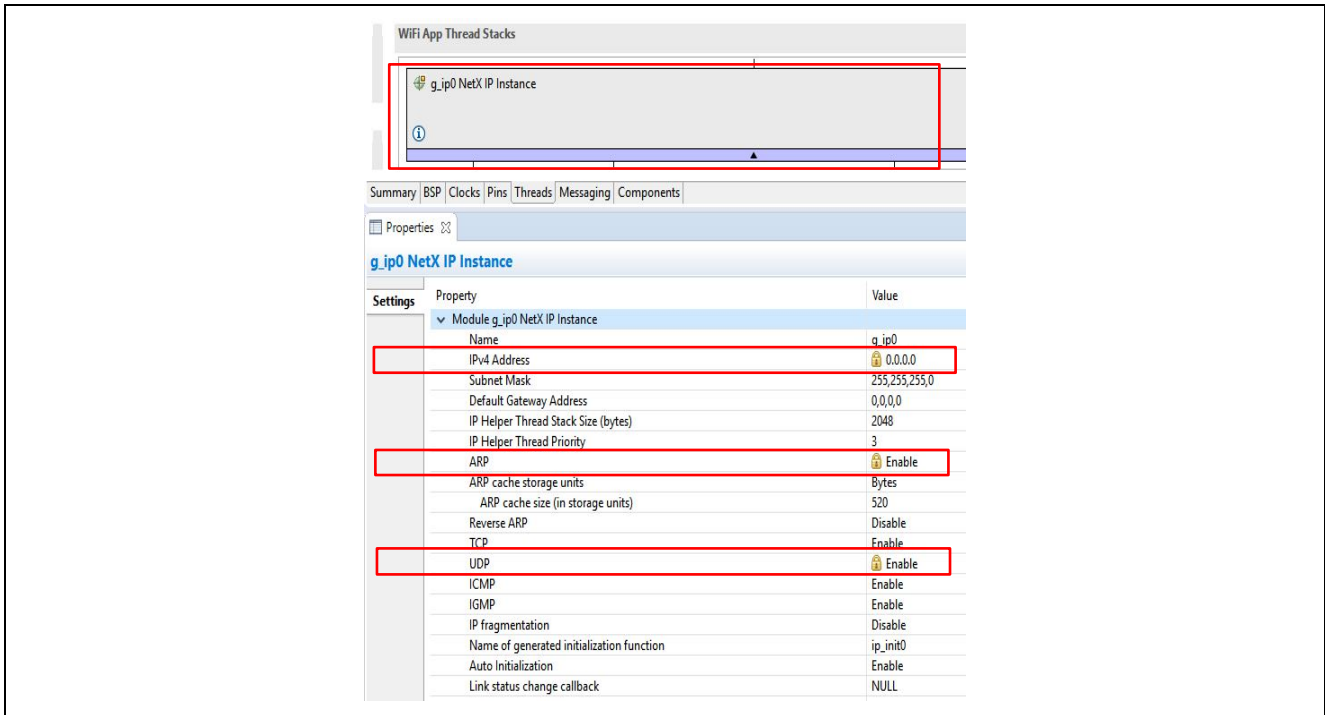 WiFi App Thread Stacks
g_ip0 NetX IP Instance
Summary BSP Clocks Pins Threads Messaging Components
Properties
g_ip0 NetX IP Instance
Settings Property Value
Module g_ip0 NetX IP Instance
Name g_ip0
IPv4 Address 0.0.0.0
Subnet Mask 255,255,255,0
Default Gateway Address 0,0,0,0
IP Helper Thread Stack Size (bytes) 2048
IP Helper Thread Priority 3
ARP Enable
ARP cache storage units Bytes
ARP cache size (in storage units) 520
Reverse ARP Disable
TCP Enable
UDP Enable
ICMP Enable
IGMP Enable
IP fragmentation Disable
Name of generated initialization function ip_init0
Auto Initialization Enable
Link status change callback NULL